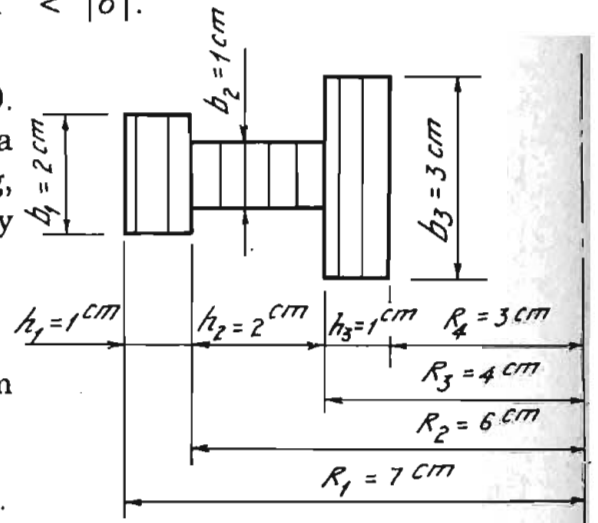 < |σ|.
).
a
g,
y
n
.
b₂ = 1 cm
b₁ = 2 cm
b₃ = 3 cm
h₁ = 1 cm
h₂ = 2 cm
h₃ = 1 cm
R₄ = 3 cm
R₃ = 4 cm
R₂ = 6 cm
R₁ = 7 cm